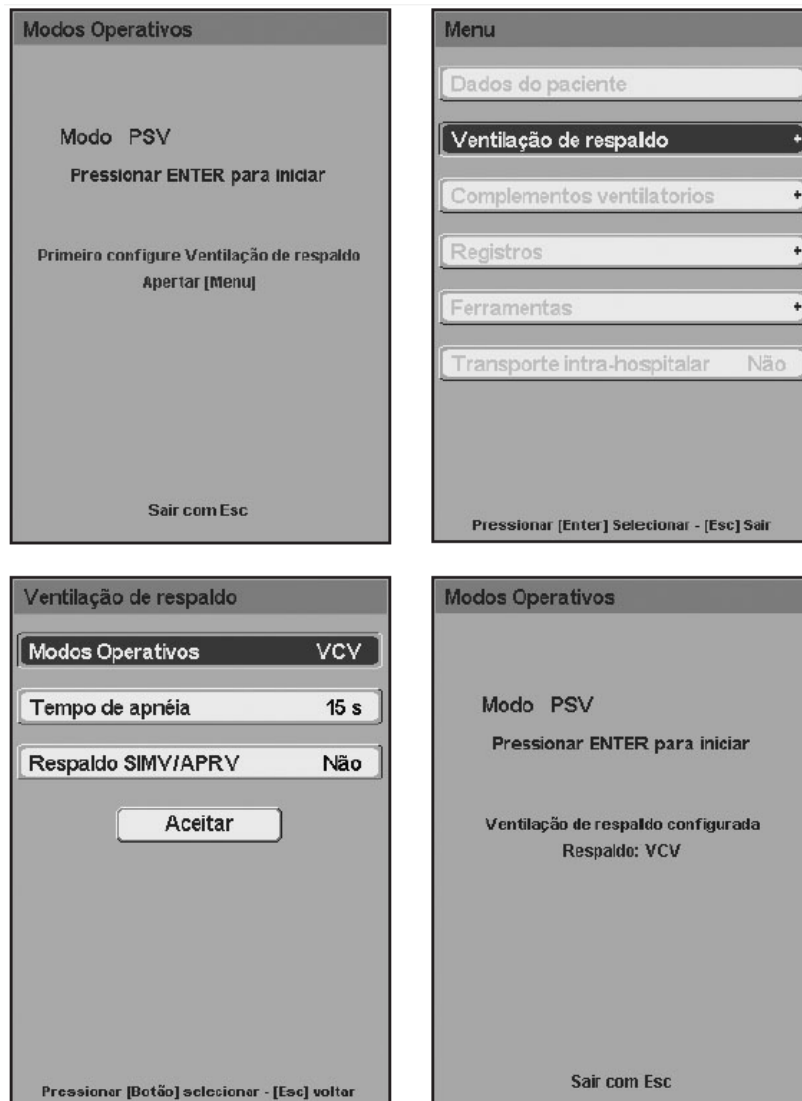 Modos Operativos
Modo PSV
Pressionar ENTER para iniciar
Primeiro configure Ventilação de respaldo
Apertar [Menu]
Sair com Esc
Menu
Dados do paciente
Ventilação de respaldo +
Complementos ventilatorios +
Registros +
Ferramentas +
Transporte intra-hospitalar Não
Pressionar [Enter] Selecionar - [Esc] Sair
Ventilação de respaldo
Modos Operativos VCV
Tempo de apnéia 15 s
Respaldo SIMV/APRV Não
Aceitar
Pressionar [Botão] selecionar - [Esc] voltar
Modos Operativos
Modo PSV
Pressionar ENTER para iniciar
Ventilação de respaldo configurada
Respaldo: VCV
Sair com Esc